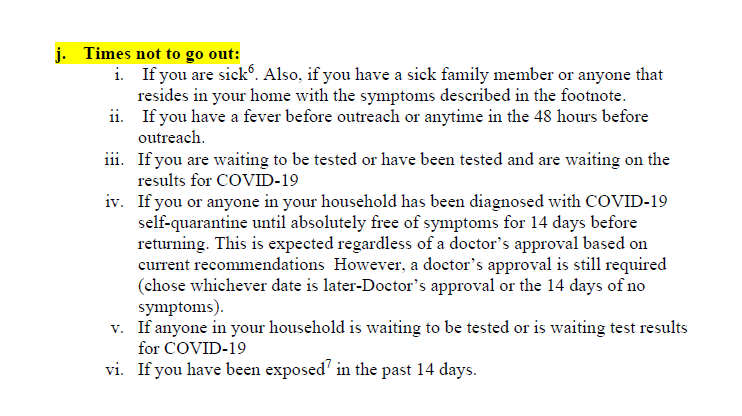 j. Times not to go out:
i. If you are sick⁶. Also, if you have a sick family member or anyone that
resides in your home with the symptoms described in the footnote.
ii. If you have a fever before outreach or anytime in the 48 hours before
outreach.
iii. If you are waiting to be tested or have been tested and are waiting on the
results for COVID-19
iv. If you or anyone in your household has been diagnosed with COVID-19
self-quarantine until absolutely free of symptoms for 14 days before
returning. This is expected regardless of a doctor’s approval based on
current recommendations  However, a doctor’s approval is still required
(chose whichever date is later-Doctor’s approval or the 14 days of no
symptoms).
v. If anyone in your household is waiting to be tested or is waiting test results
for COVID-19
vi. If you have been exposed⁷ in the past 14 days.